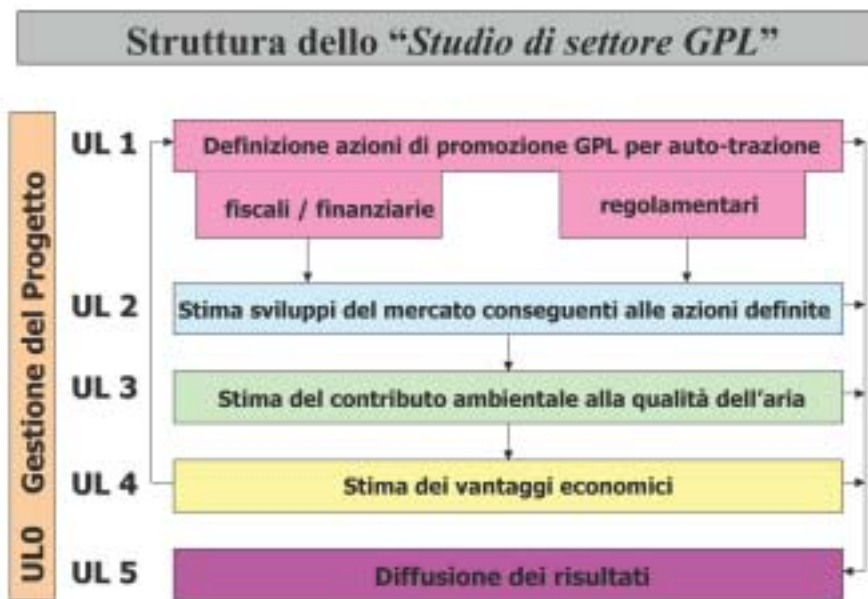 Struttura dello “Studio di settore GPL”
UL0 Gestione del Progetto
UL 1
Definizione azioni di promozione GPL per auto-trazione
fiscali / finanziarie
regolamentari
UL 2
Stima sviluppi del mercato conseguenti alle azioni definite
UL 3
Stima del contributo ambientale alla qualità dell’aria
UL 4
Stima dei vantaggi economici
UL 5
Diffusione dei risultati